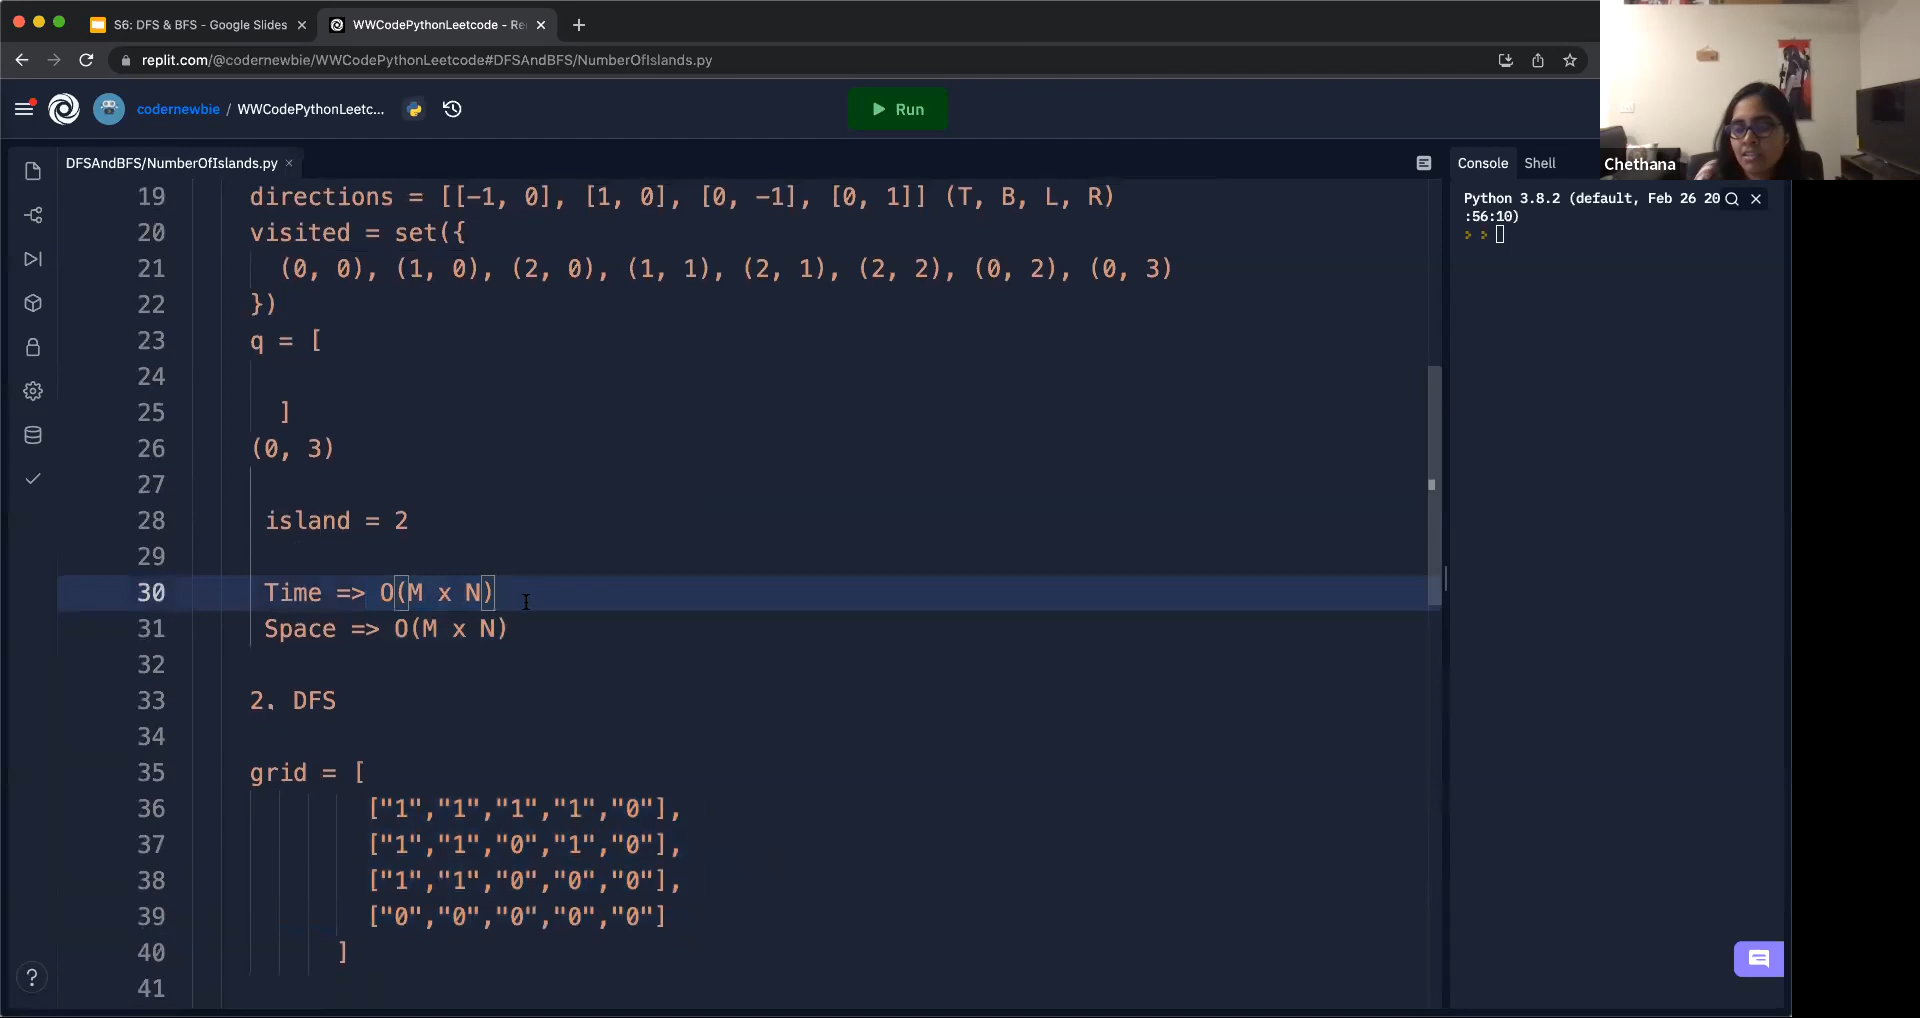 S6: DFS & BFS - Google Slides
WWCodePythonLeetcode - Re
replit.com/@codernewbie/WWCodePythonLeetcode#DFSAndBFS/NumberOfIslands.py
codernewbie / WWCodePythonLeetc...
Run
Chethana
DFSAndBFS/NumberOfIslands.py
Console
Shell
19 directions = [[-1, 0], [1, 0], [0, -1], [0, 1]] (T, B, L, R)
20 visited = set({
21 (0, 0), (1, 0), (2, 0), (1, 1), (2, 1), (2, 2), (0, 2), (0, 3)
22 })
23 q = [
24
25 ]
26 (0, 3)
27
28 island = 2
29
30 Time => O(M x N)
31 Space => O(M x N)
32
33 2. DFS
34
35 grid = [
36 ["1","1","1","1","0"],
37 ["1","1","0","1","0"],
38 ["1","1","0","0","0"],
39 ["0","0","0","0","0"]
40 ]
41
Python 3.8.2 (default, Feb 26 20
:56:10)
?